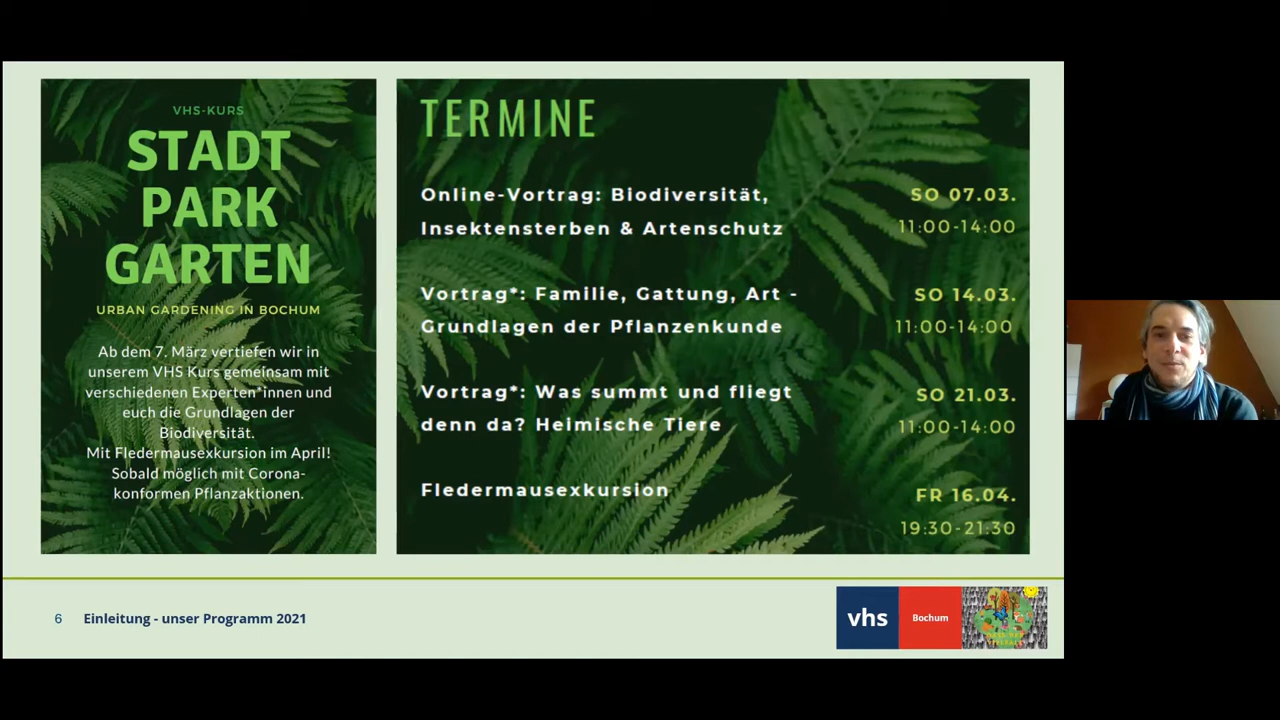 VHS-KURS
STADT
PARK
GARTEN
URBAN GARDENING IN BOCHUM
Ab dem 7. März vertiefen wir in
unserem VHS Kurs gemeinsam mit
verschiedenen Experten*innen und
euch die Grundlagen der
Biodiversität.
Mit Fledermausexkursion im April!
Sobald möglich mit Corona-
konformen Pflanzaktionen.
TERMINE
Online-Vortrag: Biodiversität,
Insektensterben & Artenschutz
SO 07.03.
11:00-14:00
Vortrag*: Familie, Gattung, Art -
Grundlagen der Pflanzenkunde
SO 14.03.
11:00-14:00
Vortrag*: Was summt und fliegt
denn da? Heimische Tiere
SO 21.03.
11:00-14:00
Fledermausexkursion
FR 16.04.
19:30-21:30
6 Einleitung - unser Programm 2021
vhs
Bochum